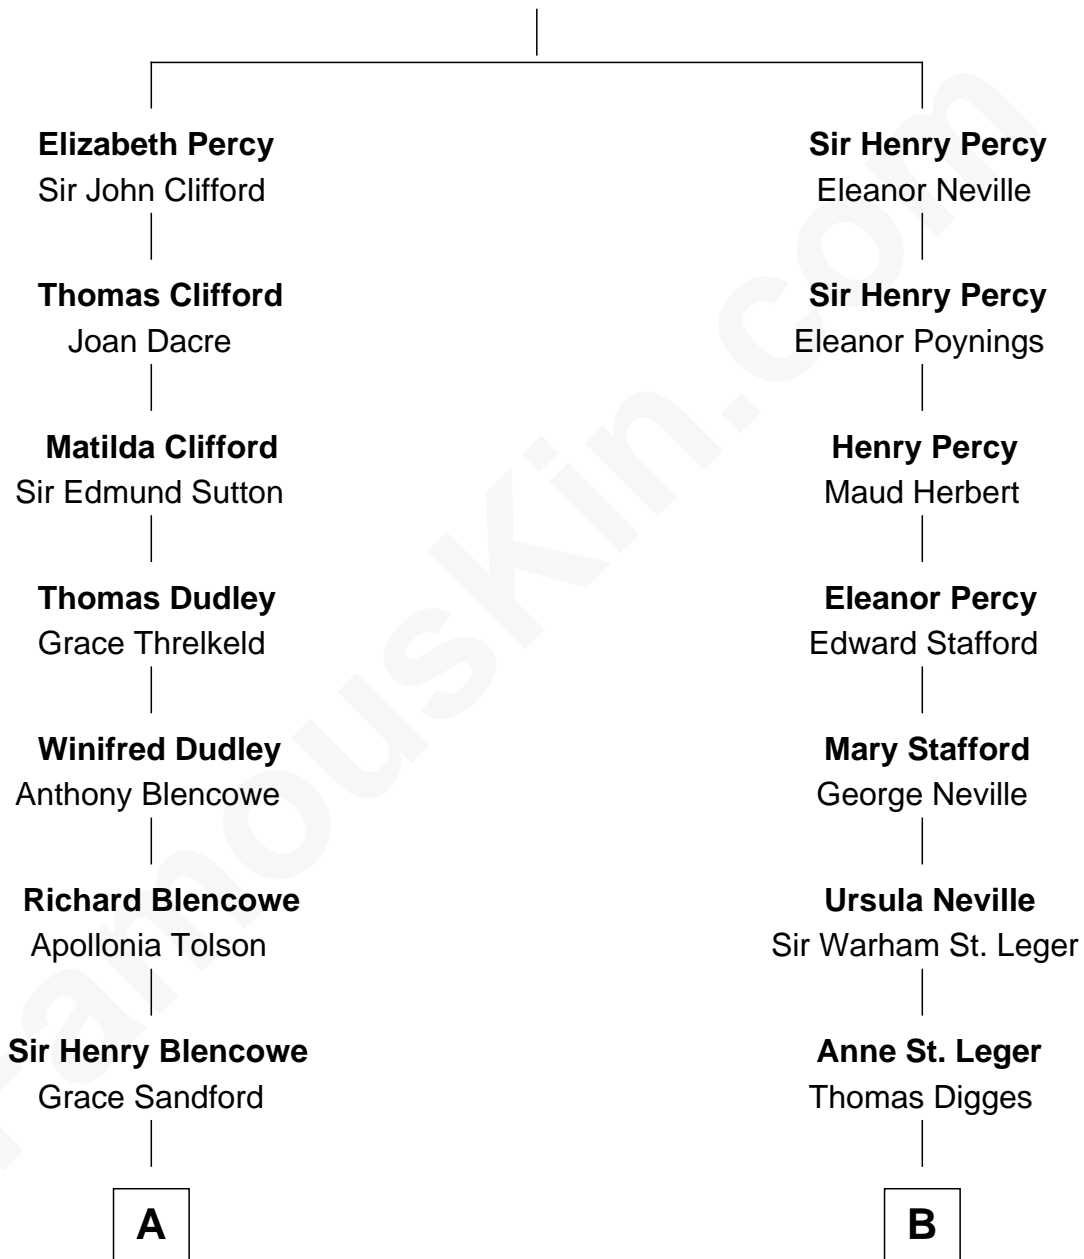 Elizabeth Percy
Sir John Clifford
Thomas Clifford
Joan Dacre
Matilda Clifford
Sir Edmund Sutton
Thomas Dudley
Grace Threlkeld
Winifred Dudley
Anthony Blencowe
Richard Blencowe
Apollonia Tolson
Sir Henry Blencowe
Grace Sandford
A
Sir Henry Percy
Eleanor Neville
Sir Henry Percy
Eleanor Poynings
Henry Percy
Maud Herbert
Eleanor Percy
Edward Stafford
Mary Stafford
George Neville
Ursula Neville
Sir Warham St. Leger
Anne St. Leger
Thomas Digges
B
FamousKin.com